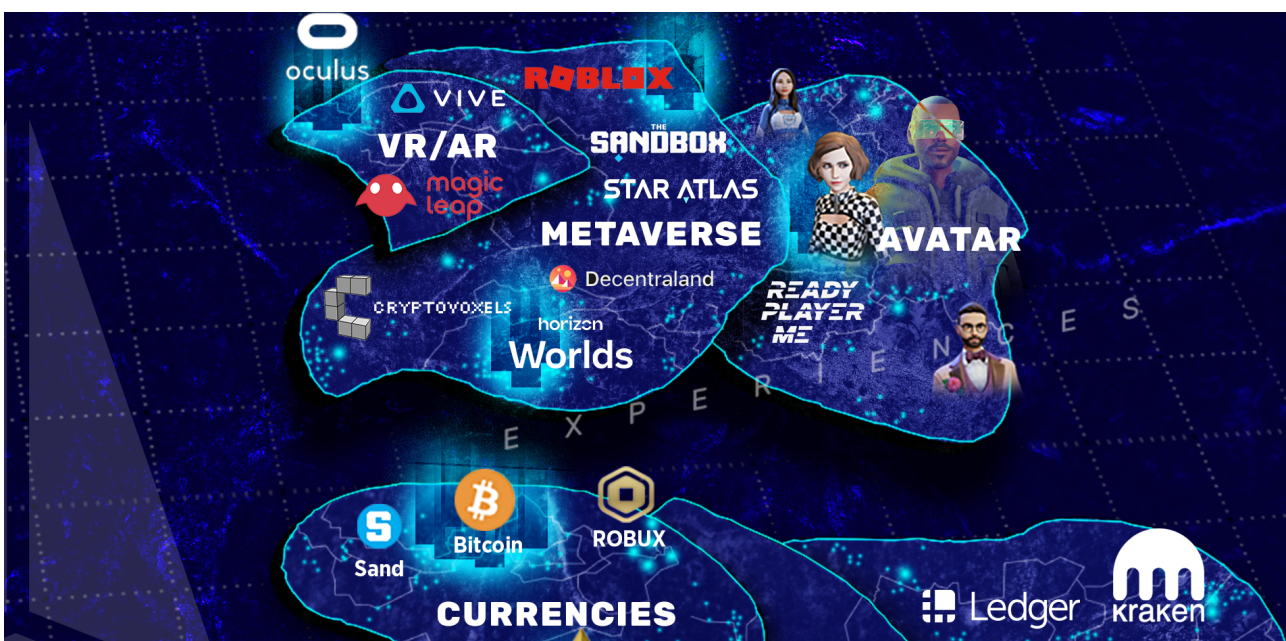 oculus
VIVE
VR/AR
magic
leap
ROBLOX
THE
SANDBOX
STAR ATLAS
METAVERSE
Decentraland
CRYPTOVOXELS
horizon
Worlds
AVATAR
READY
PLAYER
ME
EXPERIENCES
S
Sand
Bitcoin
ROBUX
CURRENCIES
Ledger
kraken